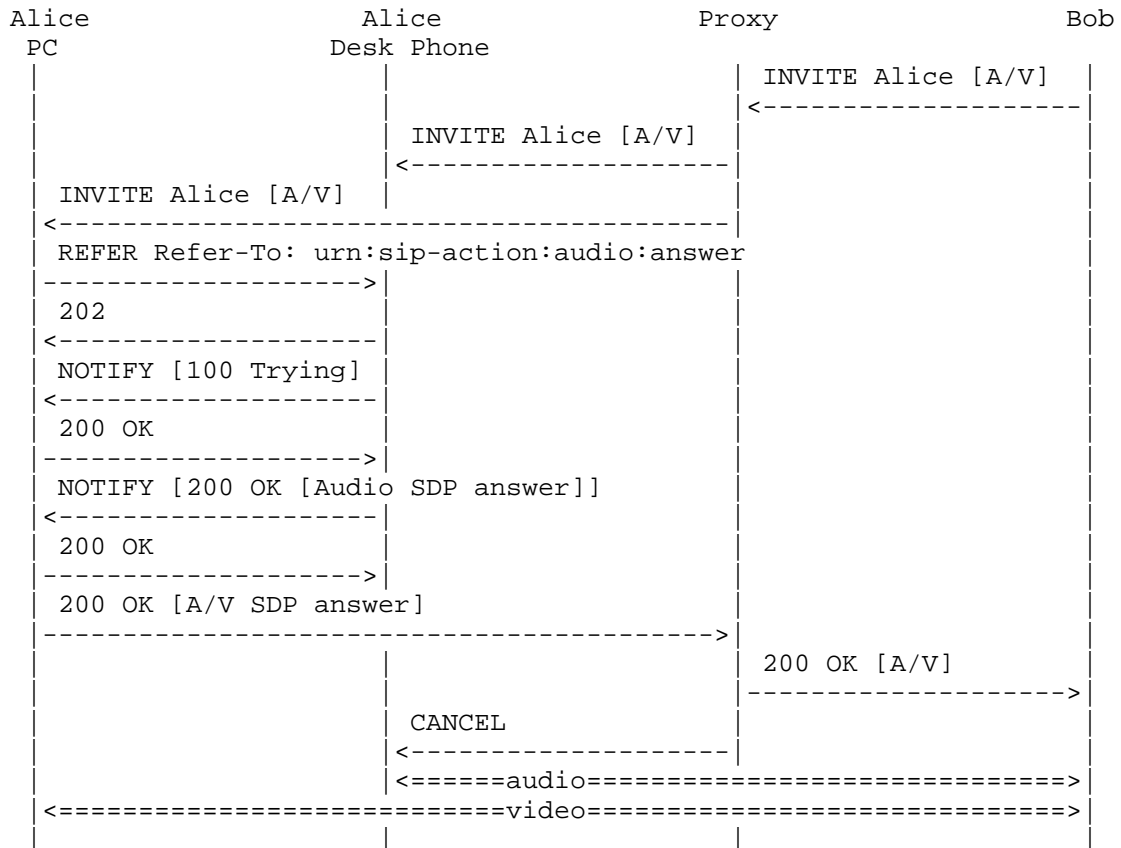 Alice Alice Proxy Bob
PC Desk Phone
INVITE Alice [A/V]
INVITE Alice [A/V]
INVITE Alice [A/V]
REFER Refer-To: urn:sip-action:audio:answer
202
NOTIFY [100 Trying]
200 OK
NOTIFY [200 OK [Audio SDP answer]]
200 OK
200 OK [A/V SDP answer]
200 OK [A/V]
CANCEL
audio
video